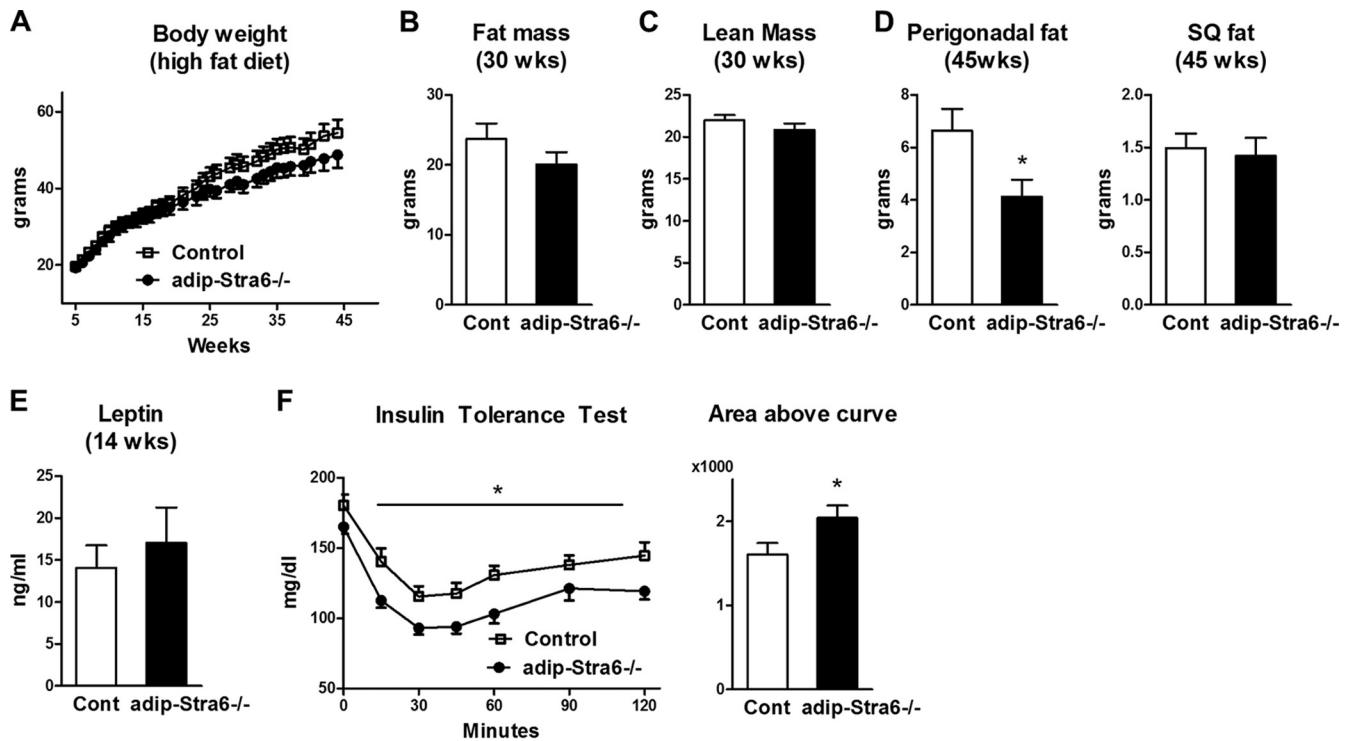 A
Body weight
(high fat diet)
60
40
20
grams
Control
adip-Stra6-/-
5 15 25 35 45
Weeks
B
Fat mass
(30 wks)
30
20
10
0
grams
Cont adip-Stra6-/-
C
Lean Mass
(30 wks)
25
20
15
10
5
0
grams
Cont adip-Stra6-/-
D
Perigonadal fat
(45wks)
8
6
4
2
0
grams
*
Cont adip-Stra6-/-
SQ fat
(45 wks)
2.0
1.5
1.0
0.5
0.0
grams
Cont adip-Stra6-/-
E
Leptin
(14 wks)
25
20
15
10
5
0
ng/ml
Cont adip-Stra6-/-
F
Insulin Tolerance Test
200
150
100
50
mg/dl
*
Control
adip-Stra6-/-
0 30 60 90 120
Minutes
Area above curve
x1000
2
1
0
*
Cont adip-Stra6-/-